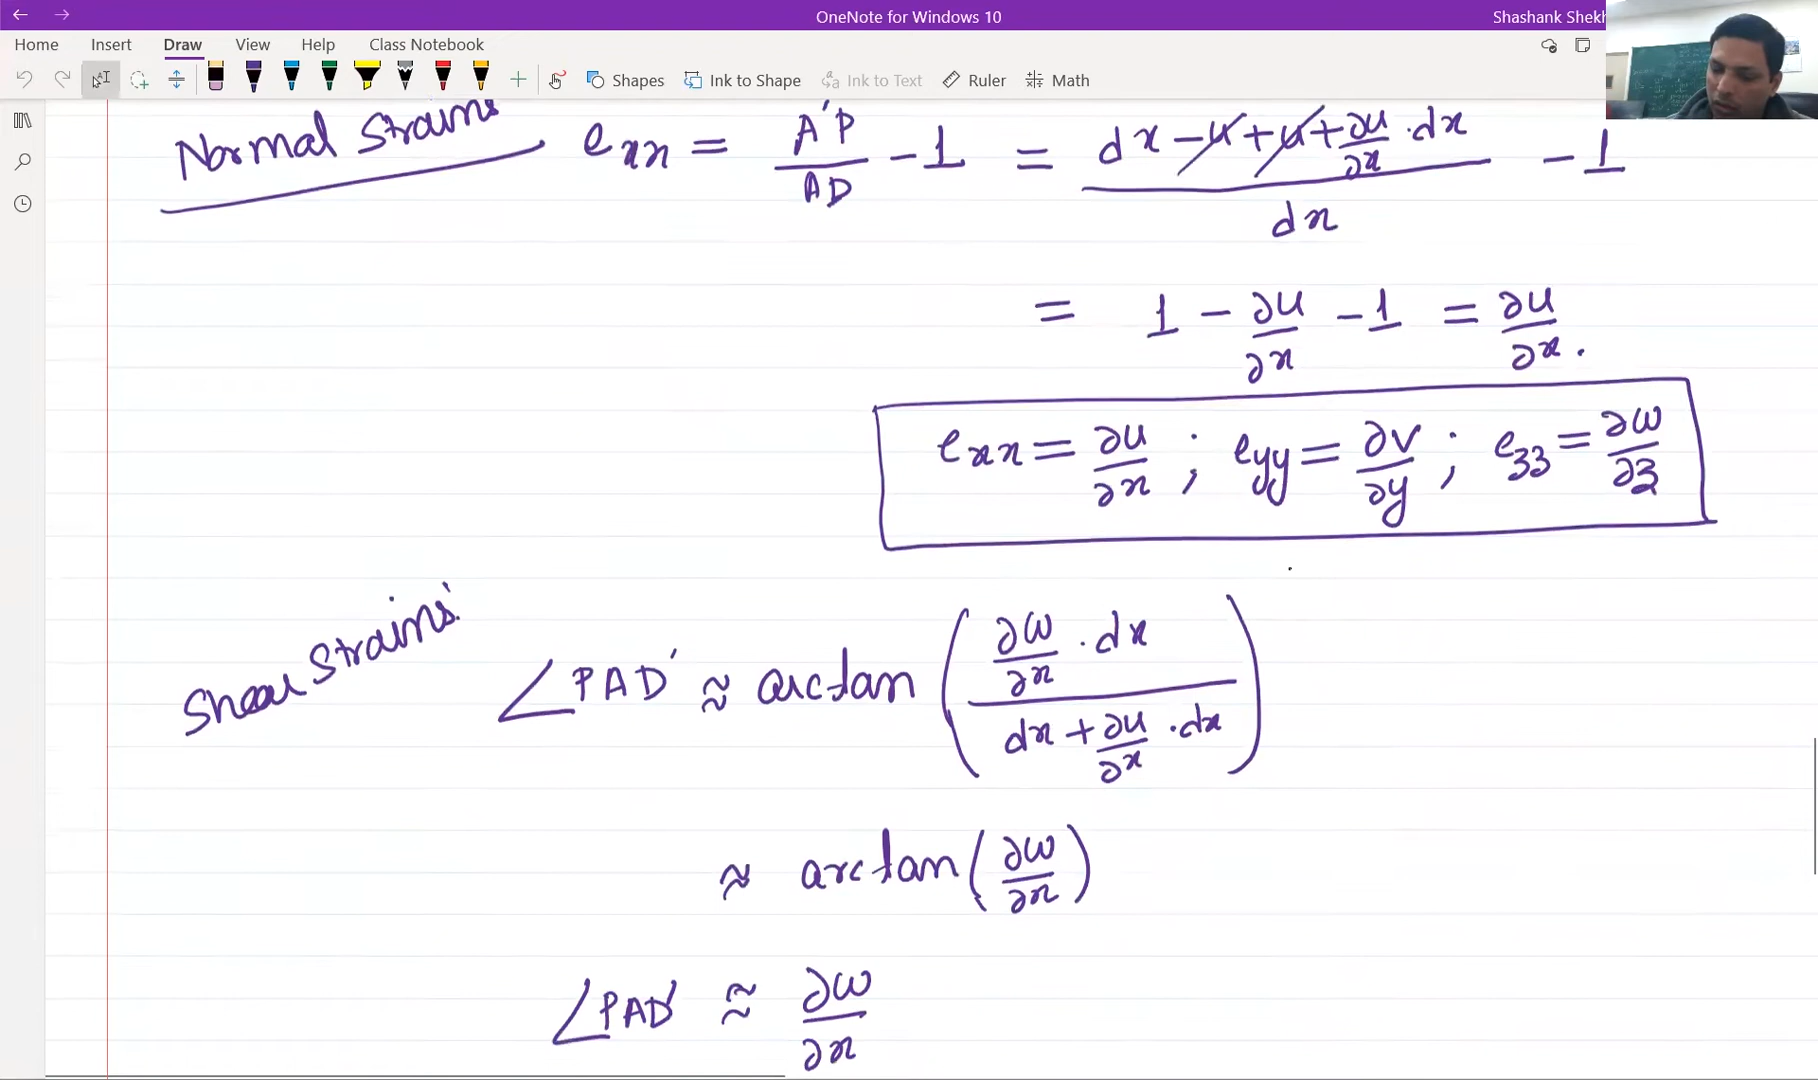 OneNote for Windows 10
Shashank Shekh
Home Insert Draw View Help Class Notebook
Shapes Ink to Shape Ink to Text Ruler Math
Normal Strains e_xx = A'P/AD - 1 = (dx - u + u + ∂u/∂x · dx)/dx - 1
= 1 - ∂u/∂x - 1 = ∂u/∂x.
e_xx = ∂u/∂x ; e_yy = ∂v/∂y ; e_zz = ∂w/∂z
Shear Strains: ∠PAD' ≈ arctan ( (∂w/∂x · dx) / (dx + ∂u/∂x · dx) )
≈ arctan (∂w/∂x)
∠PAD' ≈ ∂w/∂x